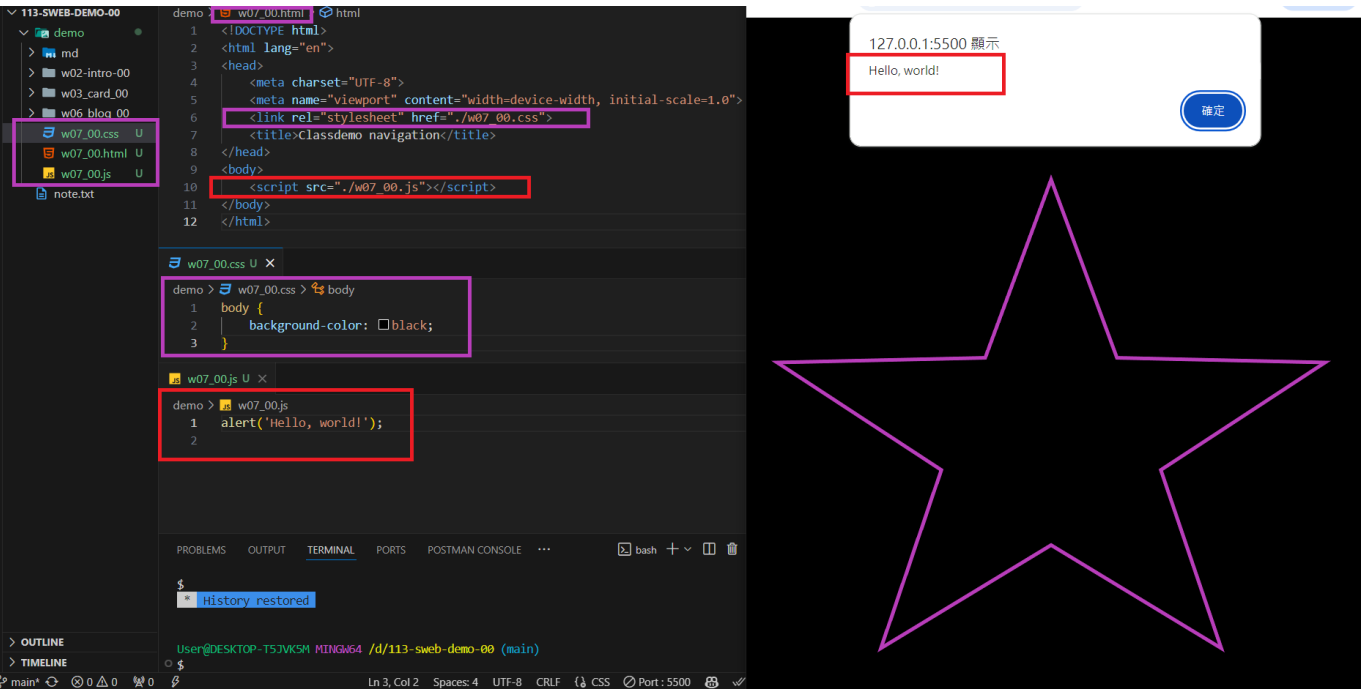 113-SWEB-DEMO-00
demo
md
w02-intro-00
w03_card_00
w06_blog_00
w07_00.css U
w07_00.html U
w07_00.js U
note.txt
OUTLINE
TIMELINE
demo > w07_00.html > html
1 <!DOCTYPE html>
2 <html lang="en">
3 <head>
4 <meta charset="UTF-8">
5 <meta name="viewport" content="width=device-width, initial-scale=1.0">
6 <link rel="stylesheet" href="./w07_00.css">
7 <title>Classdemo navigation</title>
8 </head>
9 <body>
10 <script src="./w07_00.js"></script>
11 </body>
12 </html>
w07_00.css U
demo > w07_00.css > body
1 body {
2 background-color: black;
3 }
w07_00.js U
demo > w07_00.js
1 alert('Hello, world!');
2
PROBLEMS OUTPUT TERMINAL PORTS POSTMAN CONSOLE ... bash
$
* History restored
User@DESKTOP-T5JVK5M MINGW64 /d/113-sweb-demo-00 (main)
$
main* 0 0 0 Ln 3, Col 2 Spaces: 4 UTF-8 CRLF {} CSS Port : 5500
127.0.0.1:5500 顯示
Hello, world!
確定